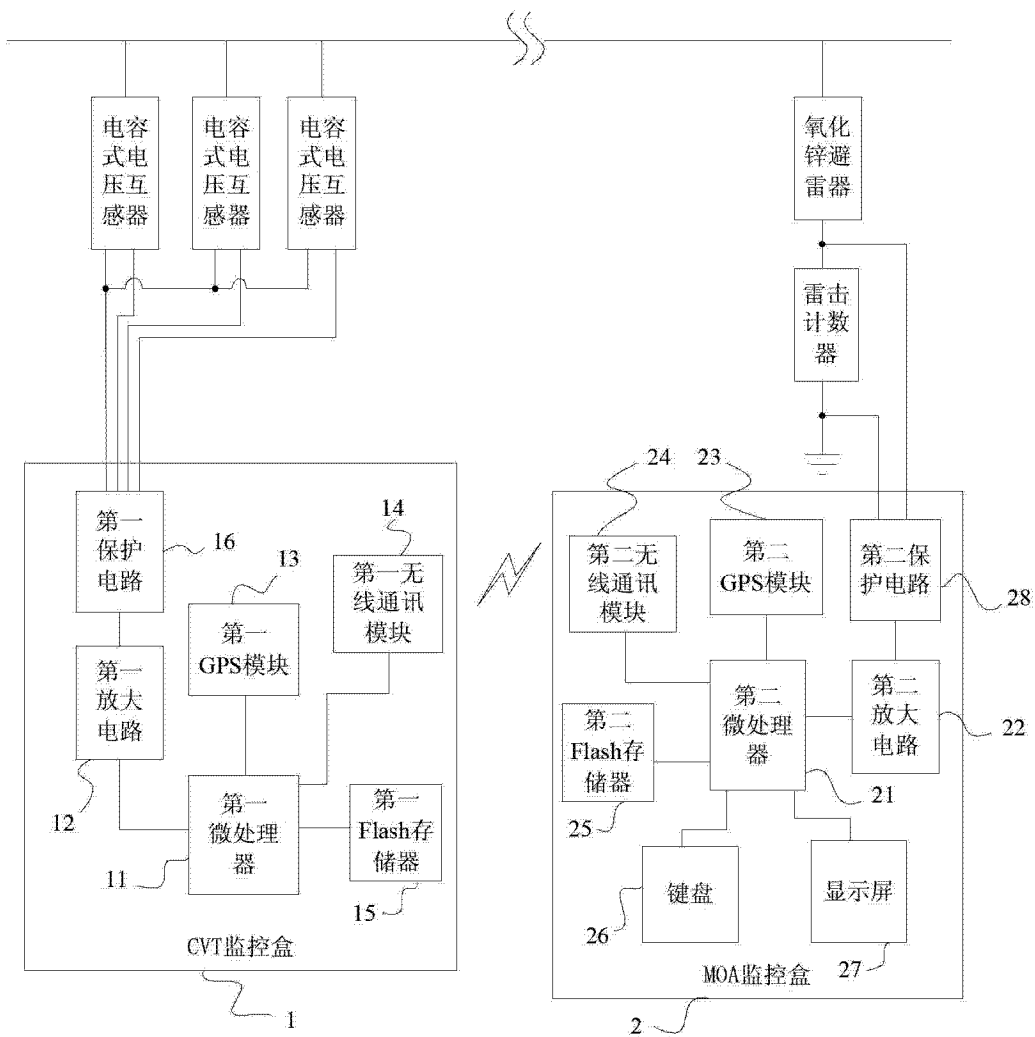 电容
式电
压互
感器
电容
式电
压互
感器
电容
式电
压互
感器
氧化
锌避
雷器
雷击
计数
器
第一
保护
电路
16
13
第一
GPS模块
14
第一无
线通讯
模块
第一
放大
电路
12
第一
微处理
器
11
第一
Flash存
储器
15
CVT监控盒
1
24
23
第二无
线通讯
模块
第二
GPS模块
第二保
护电路
28
第二
微处理
器
21
第二
放大
电路
22
第二
Flash存
储器
25
键盘
26
显示屏
27
MOA监控盒
2